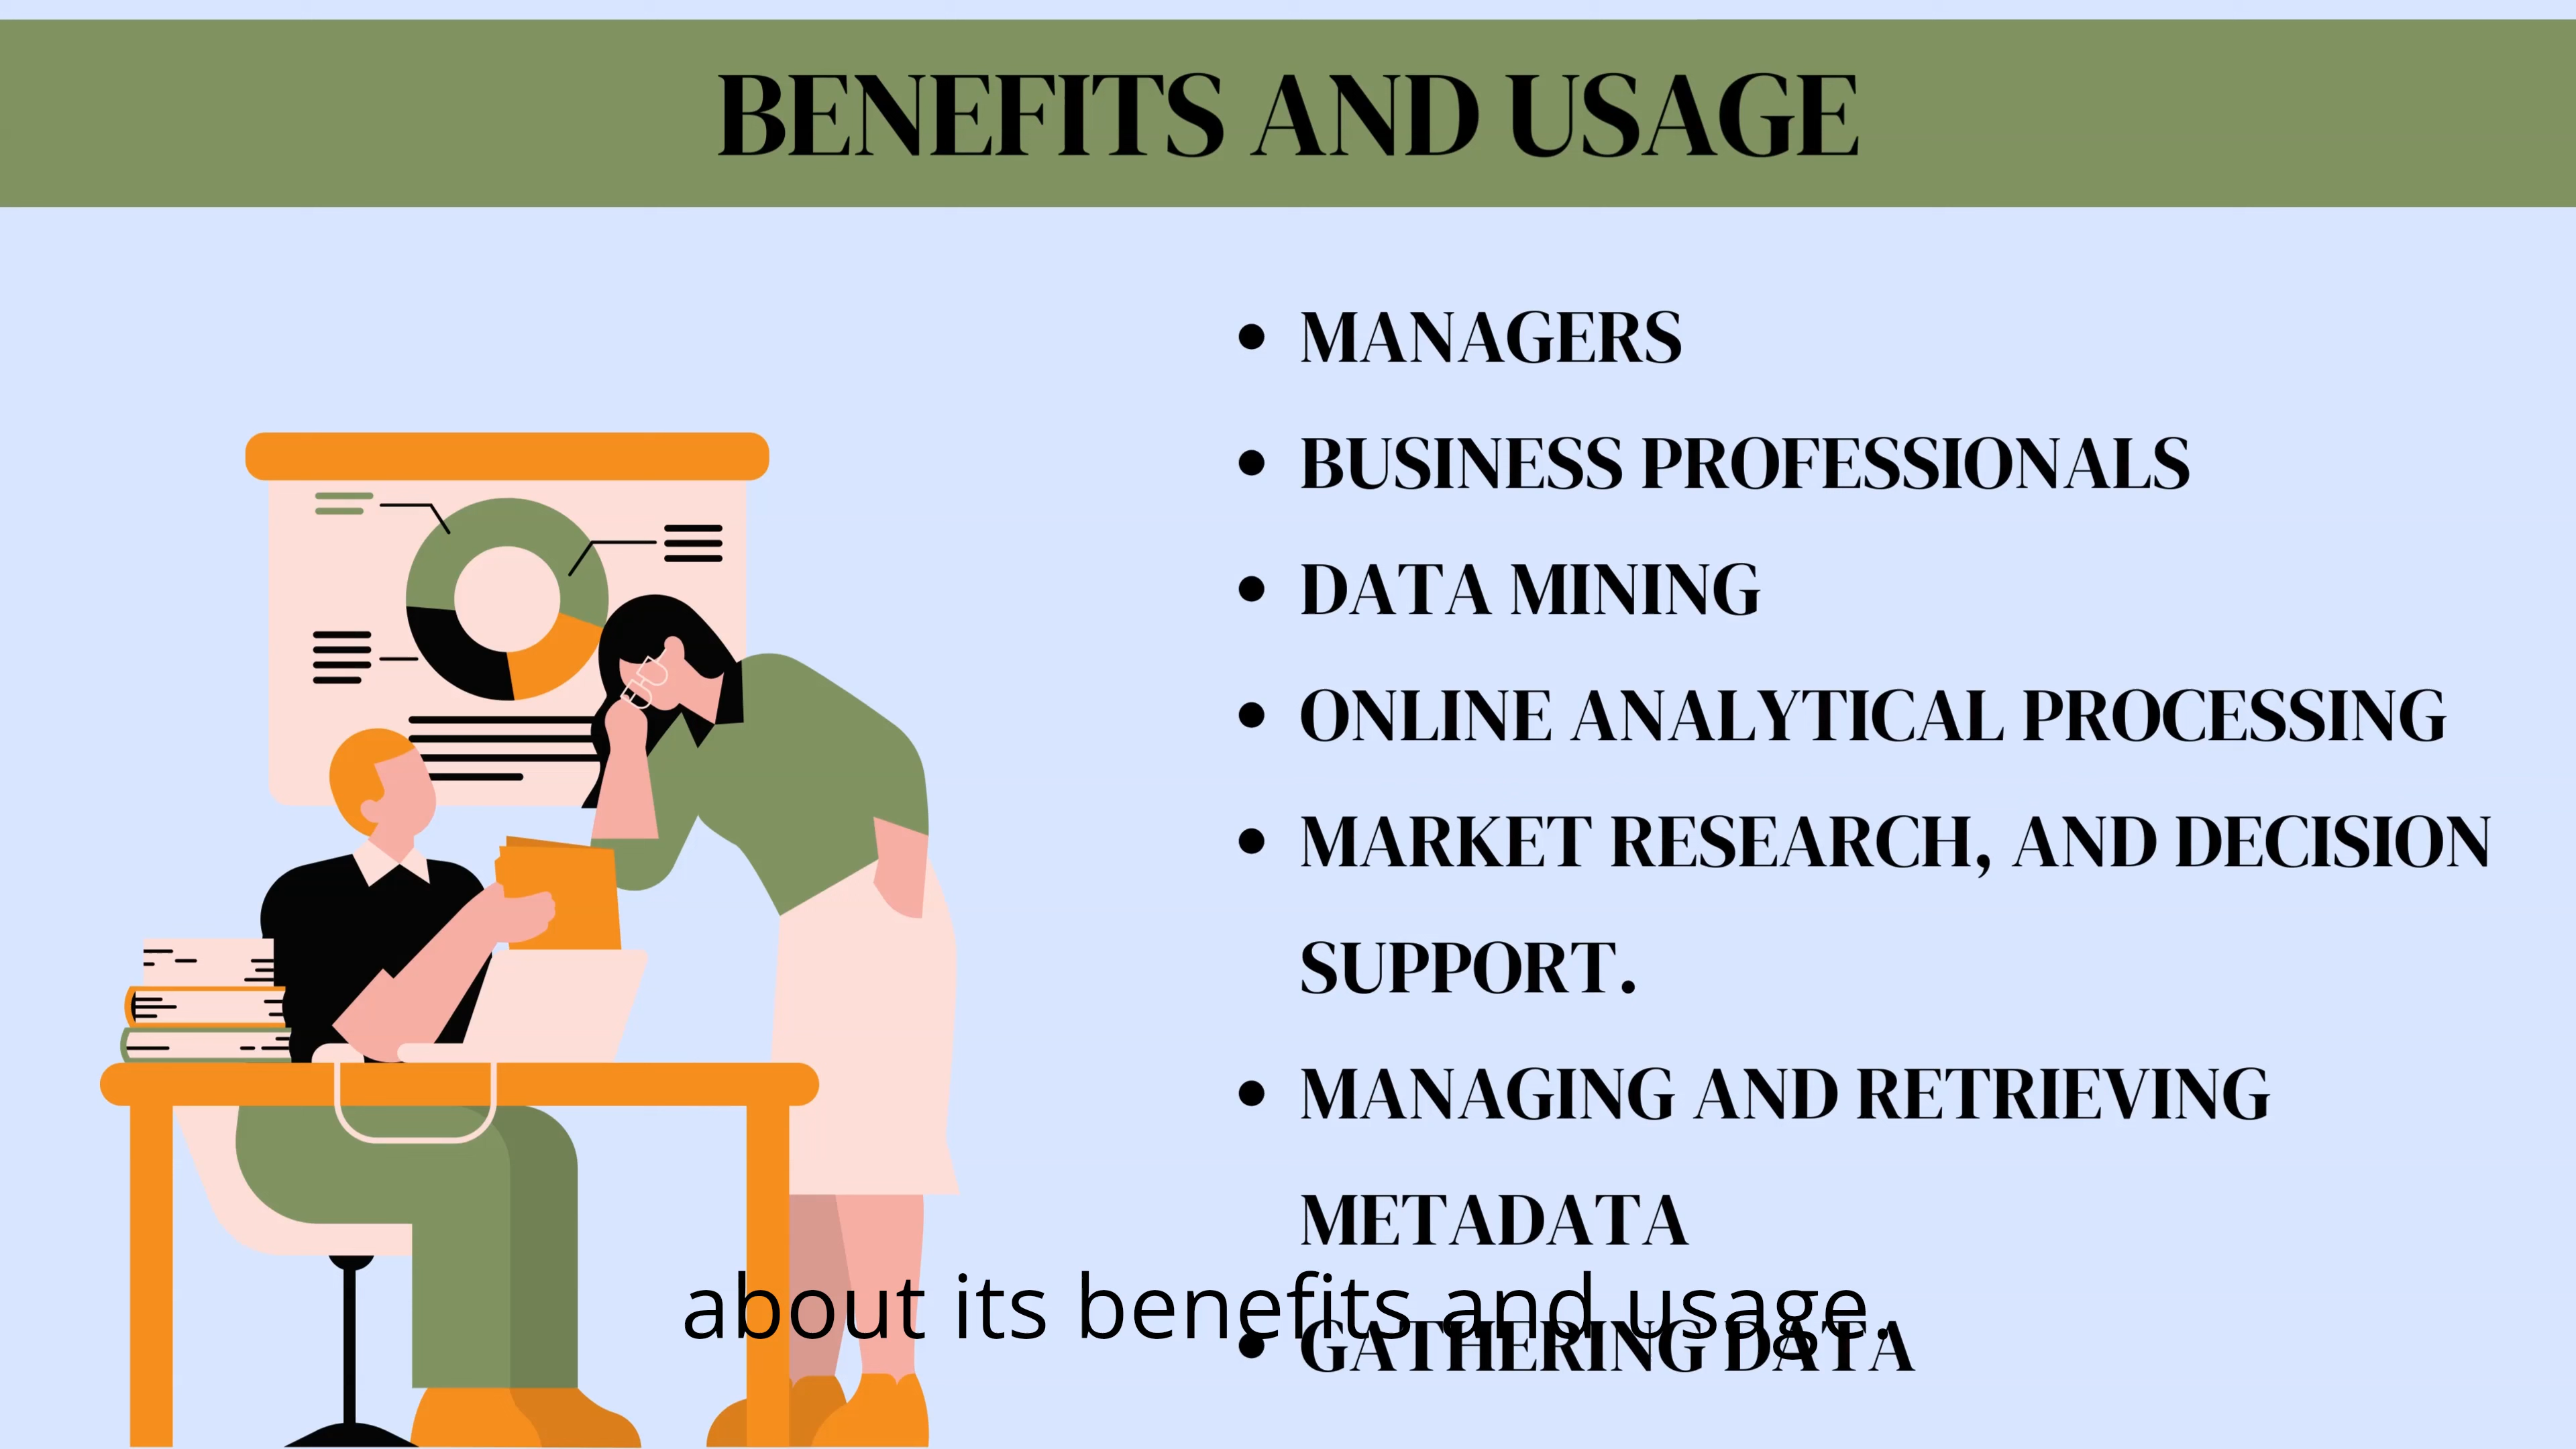 BENEFITS AND USAGE
• MANAGERS
• BUSINESS PROFESSIONALS
• DATA MINING
• ONLINE ANALYTICAL PROCESSING
• MARKET RESEARCH, AND DECISION
SUPPORT.
• MANAGING AND RETRIEVING
METADATA
about its benefits and usage.
• GATHERING DATA